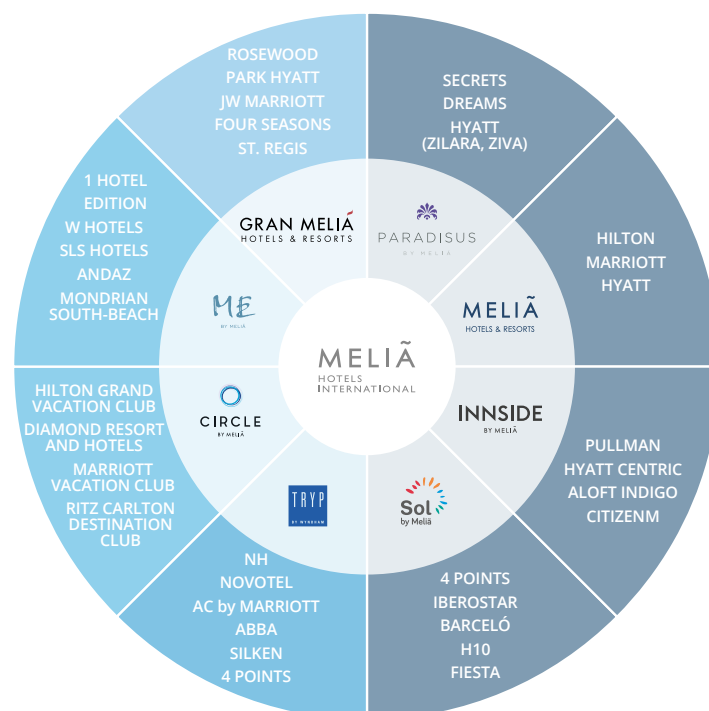 ROSEWOOD
PARK HYATT
JW MARRIOTT
FOUR SEASONS
ST. REGIS
SECRETS
DREAMS
HYATT
(ZILARA, ZIVA)
1 HOTEL
EDITION
W HOTELS
SLS HOTELS
ANDAZ
MONDRIAN
SOUTH-BEACH
HILTON
MARRIOTT
HYATT
GRAN MELIÁ
HOTELS & RESORTS
PARADISUS
BY MELIÁ
ME
BY MELIÁ
MELIÃ
HOTELS & RESORTS
MELIÃ
HOTELS
INTERNATIONAL
CIRCLE
BY MELIÃ
INNSIDE
BY MELIÃ
TRYP
BY WYNDHAM
Sol
by Meliã
HILTON GRAND
VACATION CLUB
DIAMOND RESORT
AND HOTELS
MARRIOTT
VACATION CLUB
RITZ CARLTON
DESTINATION
CLUB
PULLMAN
HYATT CENTRIC
ALOFT INDIGO
CITIZENM
NH
NOVOTEL
AC by MARRIOTT
ABBA
SILKEN
4 POINTS
4 POINTS
IBEROSTAR
BARCELÓ
H10
FIESTA